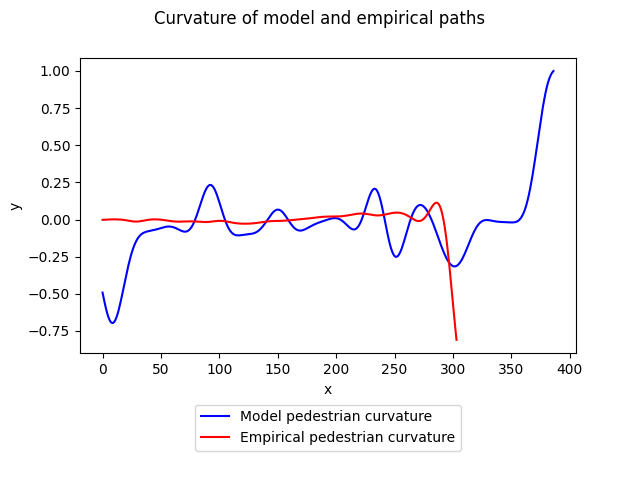 Curvature of model and empirical paths
1.00
0.75
0.50
0.25
0.00
−0.25
−0.50
−0.75
y
0 50 100 150 200 250 300 350 400
x
Model pedestrian curvature
Empirical pedestrian curvature